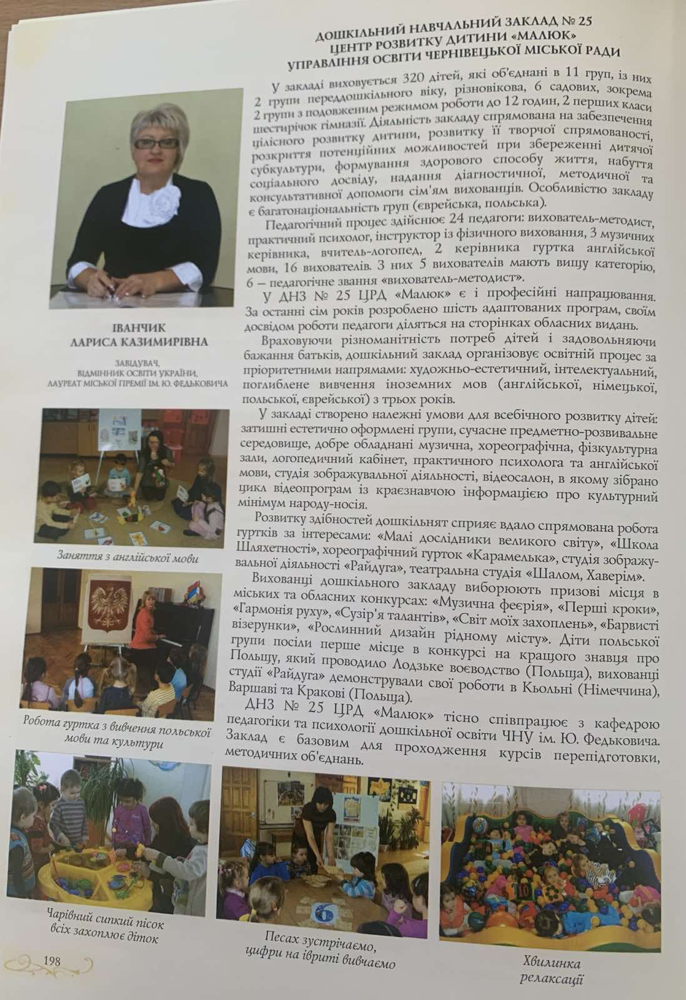 ДОШКІЛЬНИЙ НАВЧАЛЬНИЙ ЗАКЛАД № 25
ЦЕНТР РОЗВИТКУ ДИТИНИ «МАЛЮК»
УПРАВЛІННЯ ОСВІТИ ЧЕРНІВЕЦЬКОЇ МІСЬКОЇ РАДИ
У закладі виховується 320 дітей, які об’єднані в 11 груп, із них
2 групи переддошкільного віку, різновікова, 6 садових, зокрема
2 групи з подовженим режимом роботи до 12 годин, 2 перших класи
шестирічок гімназії. Діяльність закладу спрямована на забезпечення
цілісного розвитку дитини, розвитку її творчої спрямованості,
розкриття потенційних можливостей при збереженні дитячої
субкультури, формування здорового способу життя, набуття
соціального досвіду, надання діагностичної, методичної та
консультативної допомоги сім'ям вихованців. Особливістю закладу
є багатонаціональність груп (єврейська, польська).
Педагогічний процес здійснює 24 педагоги: вихователь-методист,
практичний психолог, інструктор із фізичного виховання, 3 музичних
керівника, вчитель-логопед, 2 керівника гуртка англійської
мови, 16 вихователів. З них 5 вихователів мають вищу категорію,
6 – педагогічне звання «вихователь-методист».
У ДНЗ № 25 ЦРД «Малюк» є і професійні напрацювання.
За останні сім років розроблено шість адаптованих програм, своїм
досвідом роботи педагоги діляться на сторінках обласних видань.
Враховуючи різноманітність потреб дітей і задовольняючи
бажання батьків, дошкільний заклад організовує освітній процес за
пріоритетними напрямами: художньо-естетичний, інтелектуальний,
поглиблене вивчення іноземних мов (англійської, німецької,
польської, єврейської) з трьох років.
У закладі створено належні умови для всебічного розвитку дітей:
затишні естетично оформлені групи, сучасне предметно-розвивальне
середовище, добре обладнані музична, хореографічна, фізкультурна
зали, логопедичний кабінет, практичного психолога та англійської
мови, студія зображувальної діяльності, відеосалон, в якому зібрано
цикл відеопрограм із краєзнавчою інформацією про культурний
мінімум народу-носія.
Розвитку здібностей дошкільнят сприяє вдало спрямована робота
гуртків за інтересами: «Малі дослідники великого світу», «Школа
Шляхетності», хореографічний гурток «Карамелька», студія зображу-
вальної діяльності «Райдуга», театральна студія «Шалом, Хаверім».
Вихованці дошкільного закладу виборюють призові місця в
міських та обласних конкурсах: «Музична феєрія», «Перші кроки»,
«Гармонія руху», «Сузір'я талантів», «Світ моїх захоплень», «Барвисті
візерунки», «Рослинний дизайн рідному місту». Діти польської
групи посіли перше місце в конкурсі на кращого знавця про
Польщу, який проводило Лодзьке воєводство (Польща), вихованці
студії «Райдуга» демонстрували свої роботи в Кьольні (Німеччина),
Варшаві та Кракові (Польща).
ДНЗ № 25 ЦРД «Малюк» тісно співпрацює з кафедрою
педагогіки та психології дошкільної освіти ЧНУ ім. Ю. Федьковича.
Заклад є базовим для проходження курсів перепідготовки,
методичних об'єднань.
ІВАНЧИК
ЛАРИСА КАЗИМИРІВНА
ЗАВІДУВАЧ,
ВІДМІННИК ОСВІТИ УКРАЇНИ,
ЛАУРЕАТ МІСЬКОЇ ПРЕМІЇ ІМ. Ю. ФЕДЬКОВИЧА
Заняття з англійської мови
Робота гуртка з вивчення польської
мови та культури
Чарівний сипкий пісок
всіх захоплює діток
6
Песах зустрічаємо,
цифри на івриті вивчаємо
Хвилинка
релаксації
198